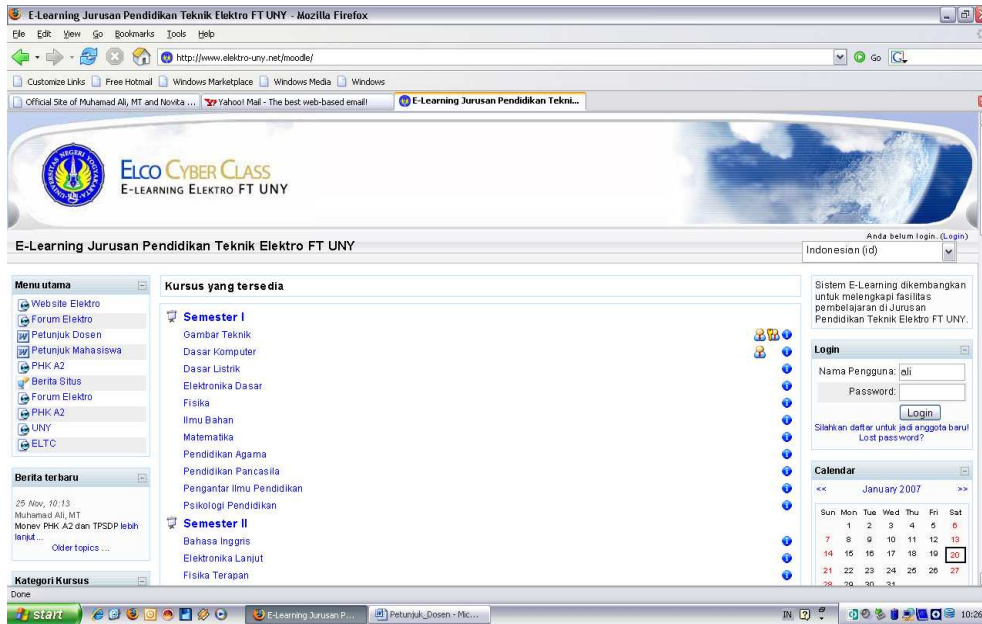 E-Learning Jurusan Pendidikan Teknik Elektro FT UNY - Mozilla Firefox
File Edit View Go Bookmarks Tools Help
http://www.elektro-uny.net/moodle/
Go
Customize Links Free Hotmail Windows Marketplace Windows Media Windows
Official Site of Muhamad Ali, MT and Novita ... Yahoo! Mail - The best web-based email! E-Learning Jurusan Pendidikan Tekni...
ELCO CYBER CLASS
E-LEARNING ELEKTRO FT UNY
Anda belum login. (Login)
E-Learning Jurusan Pendidikan Teknik Elektro FT UNY
Indonesian (id)
Menu utama
Website Elektro
Forum Elektro
Petunjuk Dosen
Petunjuk Mahasiswa
PHK A2
Berita Situs
Forum Elektro
PHK A2
UNY
ELTC
Berita terbaru
25 Nov, 10:13
Muhamad Ali, MT
Monev PHK A2 dan TPSDP lebih
lanjut...
Older topics ...
Kategori Kursus
Kursus yang tersedia
Semester I
Gambar Teknik
Dasar Komputer
Dasar Listrik
Elektronika Dasar
Fisika
Ilmu Bahan
Matematika
Pendidikan Agama
Pendidikan Pancasila
Pengantar Ilmu Pendidikan
Psikologi Pendidikan
Semester II
Bahasa Inggris
Elektronika Lanjut
Fisika Terapan
Sistem E-Learning dikembangkan
untuk melengkapi fasilitas
pembelajaran di Jurusan
Pendidikan Teknik Elektro FT UNY.
Login
Nama Pengguna: ali
Password:
Login
Silahkan daftar untuk jadi anggota baru!
Lost password?
Calendar
<< January 2007 >>
Sun Mon Tue Wed Thu Fri Sat
1 2 3 4 5 6
7 8 9 10 11 12 13
14 15 16 17 18 19 20
21 22 23 24 25 26 27
28 29 30 31
Done
start E-Learning Jurusan P... Petunjuk_Dosen - Mic... IN 10:26